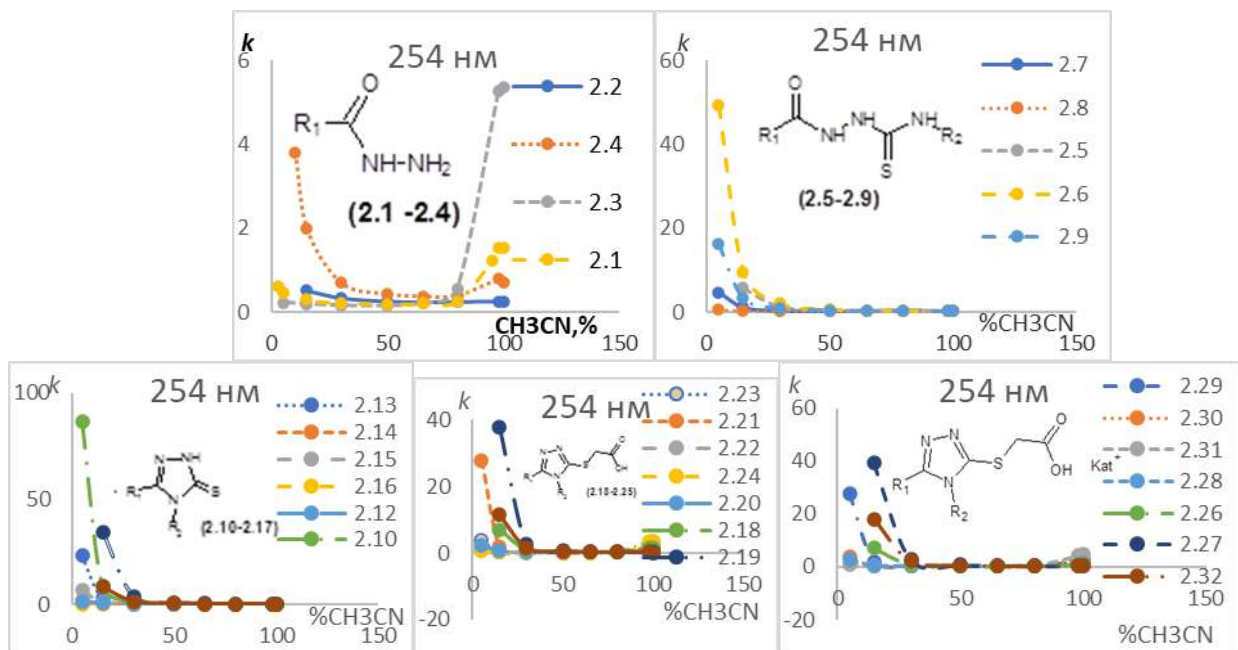 k
254 нм
6
4
2
0
0
50
100
150
CH3CN,%
R₁
O
NH-NH₂
(2.1 -2.4)
2.2
2.4
2.3
2.1
k
254 нм
60
40
20
0
0
50
100
150
%CH3CN
R₁
O
NH
NH
NH
R₂
S
(2.5-2.9)
2.7
2.8
2.5
2.6
2.9
k
254 нм
100
50
0
0
50
100
150
%CH3CN
N
NH
N
S
(2.10-2.17)
2.13
2.14
2.15
2.16
2.12
2.10
k
254 нм
40
20
0
-20
0
50
100
150
%CH3CN
N
N
S
O
OH
N
2.23
2.21
2.22
2.24
2.20
2.18
2.19
k
254 нм
60
40
20
0
-20
0
50
100
150
%CH3CN
N
N
S
O
OH
Kat⁺
R₁
N
R₂
2.29
2.30
2.31
2.28
2.26
2.27
2.32